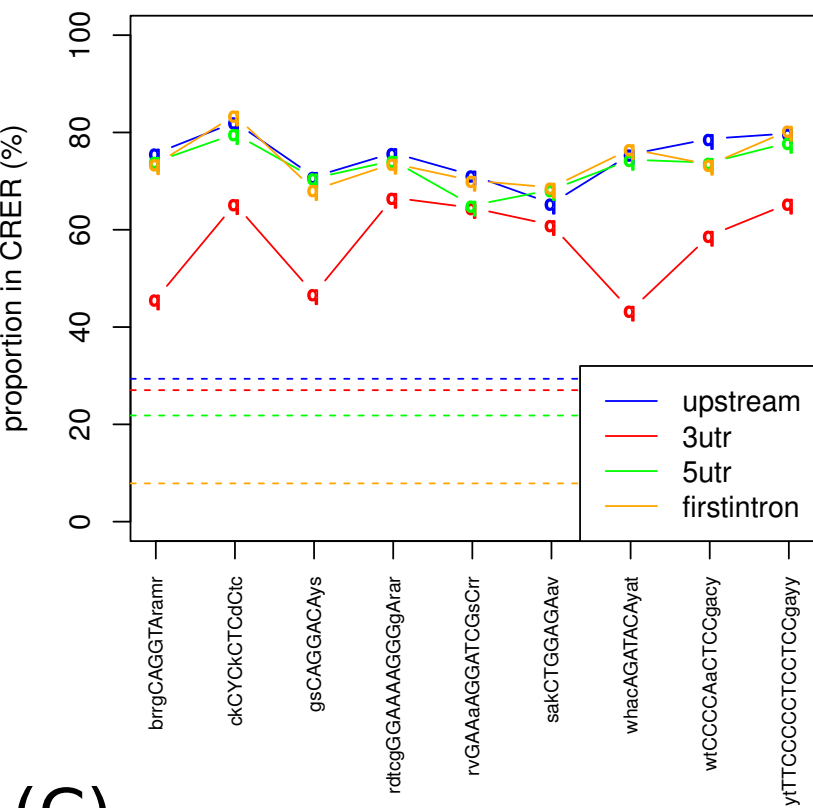 proportion in CRER (%)
100
80
60
40
20
0
upstream
3utr
5utr
firstintron
brrgCAGGTAramr
ckCYCkCTCdCtc
gsCAGGACAys
rdtcgGGAAAAGGGgArar
rvGAAaAGGATCGsCrr
sakCTGGAGAav
whacAGATACAyat
wtCCCCAaCTCCgacy
ytTTCCCCTCCTCCgayy
(C)